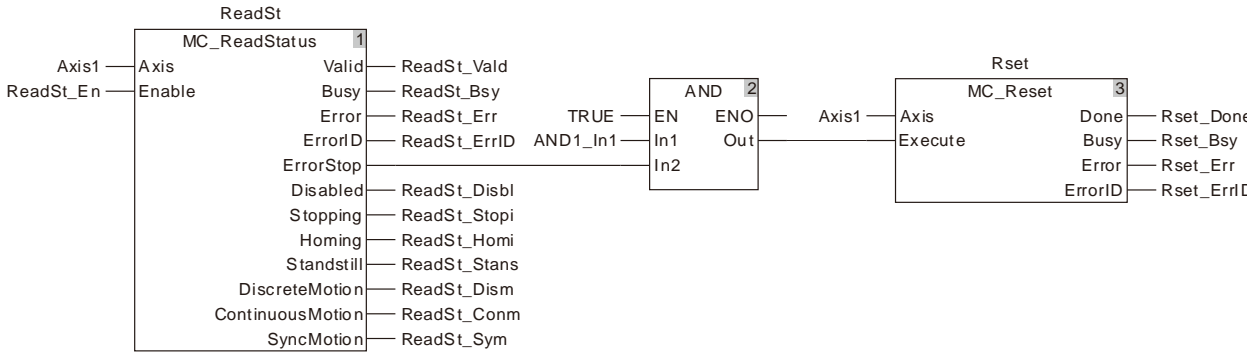 ReadSt
MC_ReadStatus 1
Axis1 Axis Valid ReadSt_Vald
ReadSt_En Enable Busy ReadSt_Bsy
Error ReadSt_Err
ErrorID ReadSt_ErrID
ErrorStop
Disabled ReadSt_Disbl
Stopping ReadSt_Stopi
Homing ReadSt_Homi
Standstill ReadSt_Stans
DiscreteMotion ReadSt_Dism
ContinuousMotion ReadSt_Conm
SyncMotion ReadSt_Sym
AND 2
TRUE EN ENO
AND1_In1 In1 Out
In2
Rset
MC_Reset 3
Axis1 Axis Done Rset_Done
Execute Busy Rset_Bsy
Error Rset_Err
ErrorID Rset_ErrID